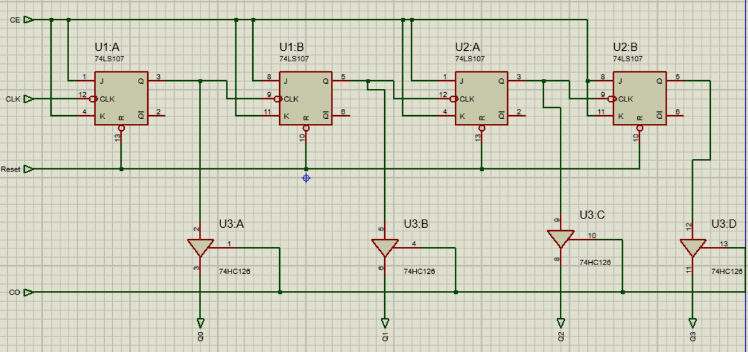 CE
U1:A
U1:B
U2:A
U2:B
74LS107
74LS107
74LS107
74LS107
1 J Q 3
8 J Q 5
1 J Q 3
8 J Q 5
CLK
12 CLK
9 CLK
12 CLK
9 CLK
4 K Q 2
11 K Q 6
4 K Q 2
11 K Q 6
R
R
R
R
13
10
13
10
Reset
U3:A
U3:B
U3:C
U3:D
2
5
9
12
1
4
10
13
3
6
8
11
74HC126
74HC126
74HC126
74HC126
CO
Q0
Q1
Q2
Q3